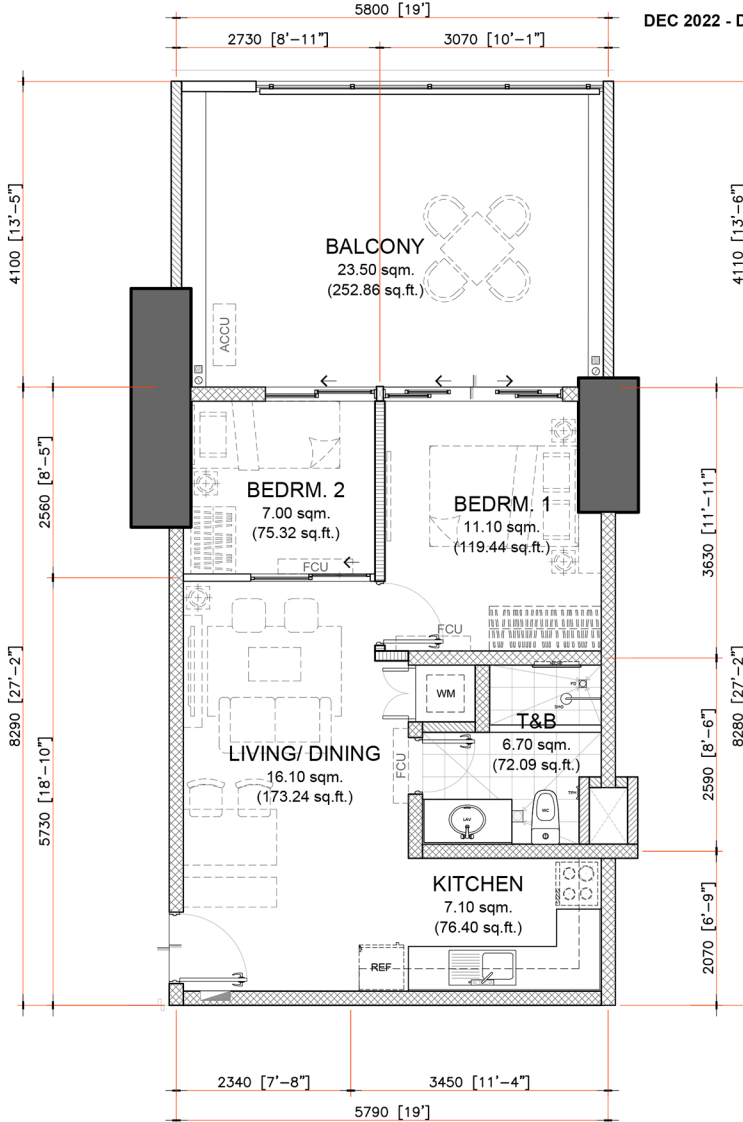 5800 [19']
DEC 2022 - D
2730 [8'-11"]
3070 [10'-1"]
4100 [13'-5"]
4110 [13'-6"]
BALCONY
23.50 sqm.
(252.86 sq.ft.)
ACCU
2560 [8'-5"]
BEDRM. 2
7.00 sqm.
(75.32 sq.ft.)
FCU
BEDRM. 1
11.10 sqm.
(119.44 sq.ft.)
3630 [11'-11"]
FCU
8290 [27'-2"]
8280 [27'-2"]
WM
FD
SHO
T&B
6.70 sqm.
(72.09 sq.ft.)
LIVING/ DINING
16.10 sqm.
(173.24 sq.ft.)
FCU
2590 [8'-6"]
5730 [18'-10"]
TPH
LAV
WC
KITCHEN
7.10 sqm.
(76.40 sq.ft.)
REF
2070 [6'-9"]
2340 [7'-8"]
3450 [11'-4"]
5790 [19']